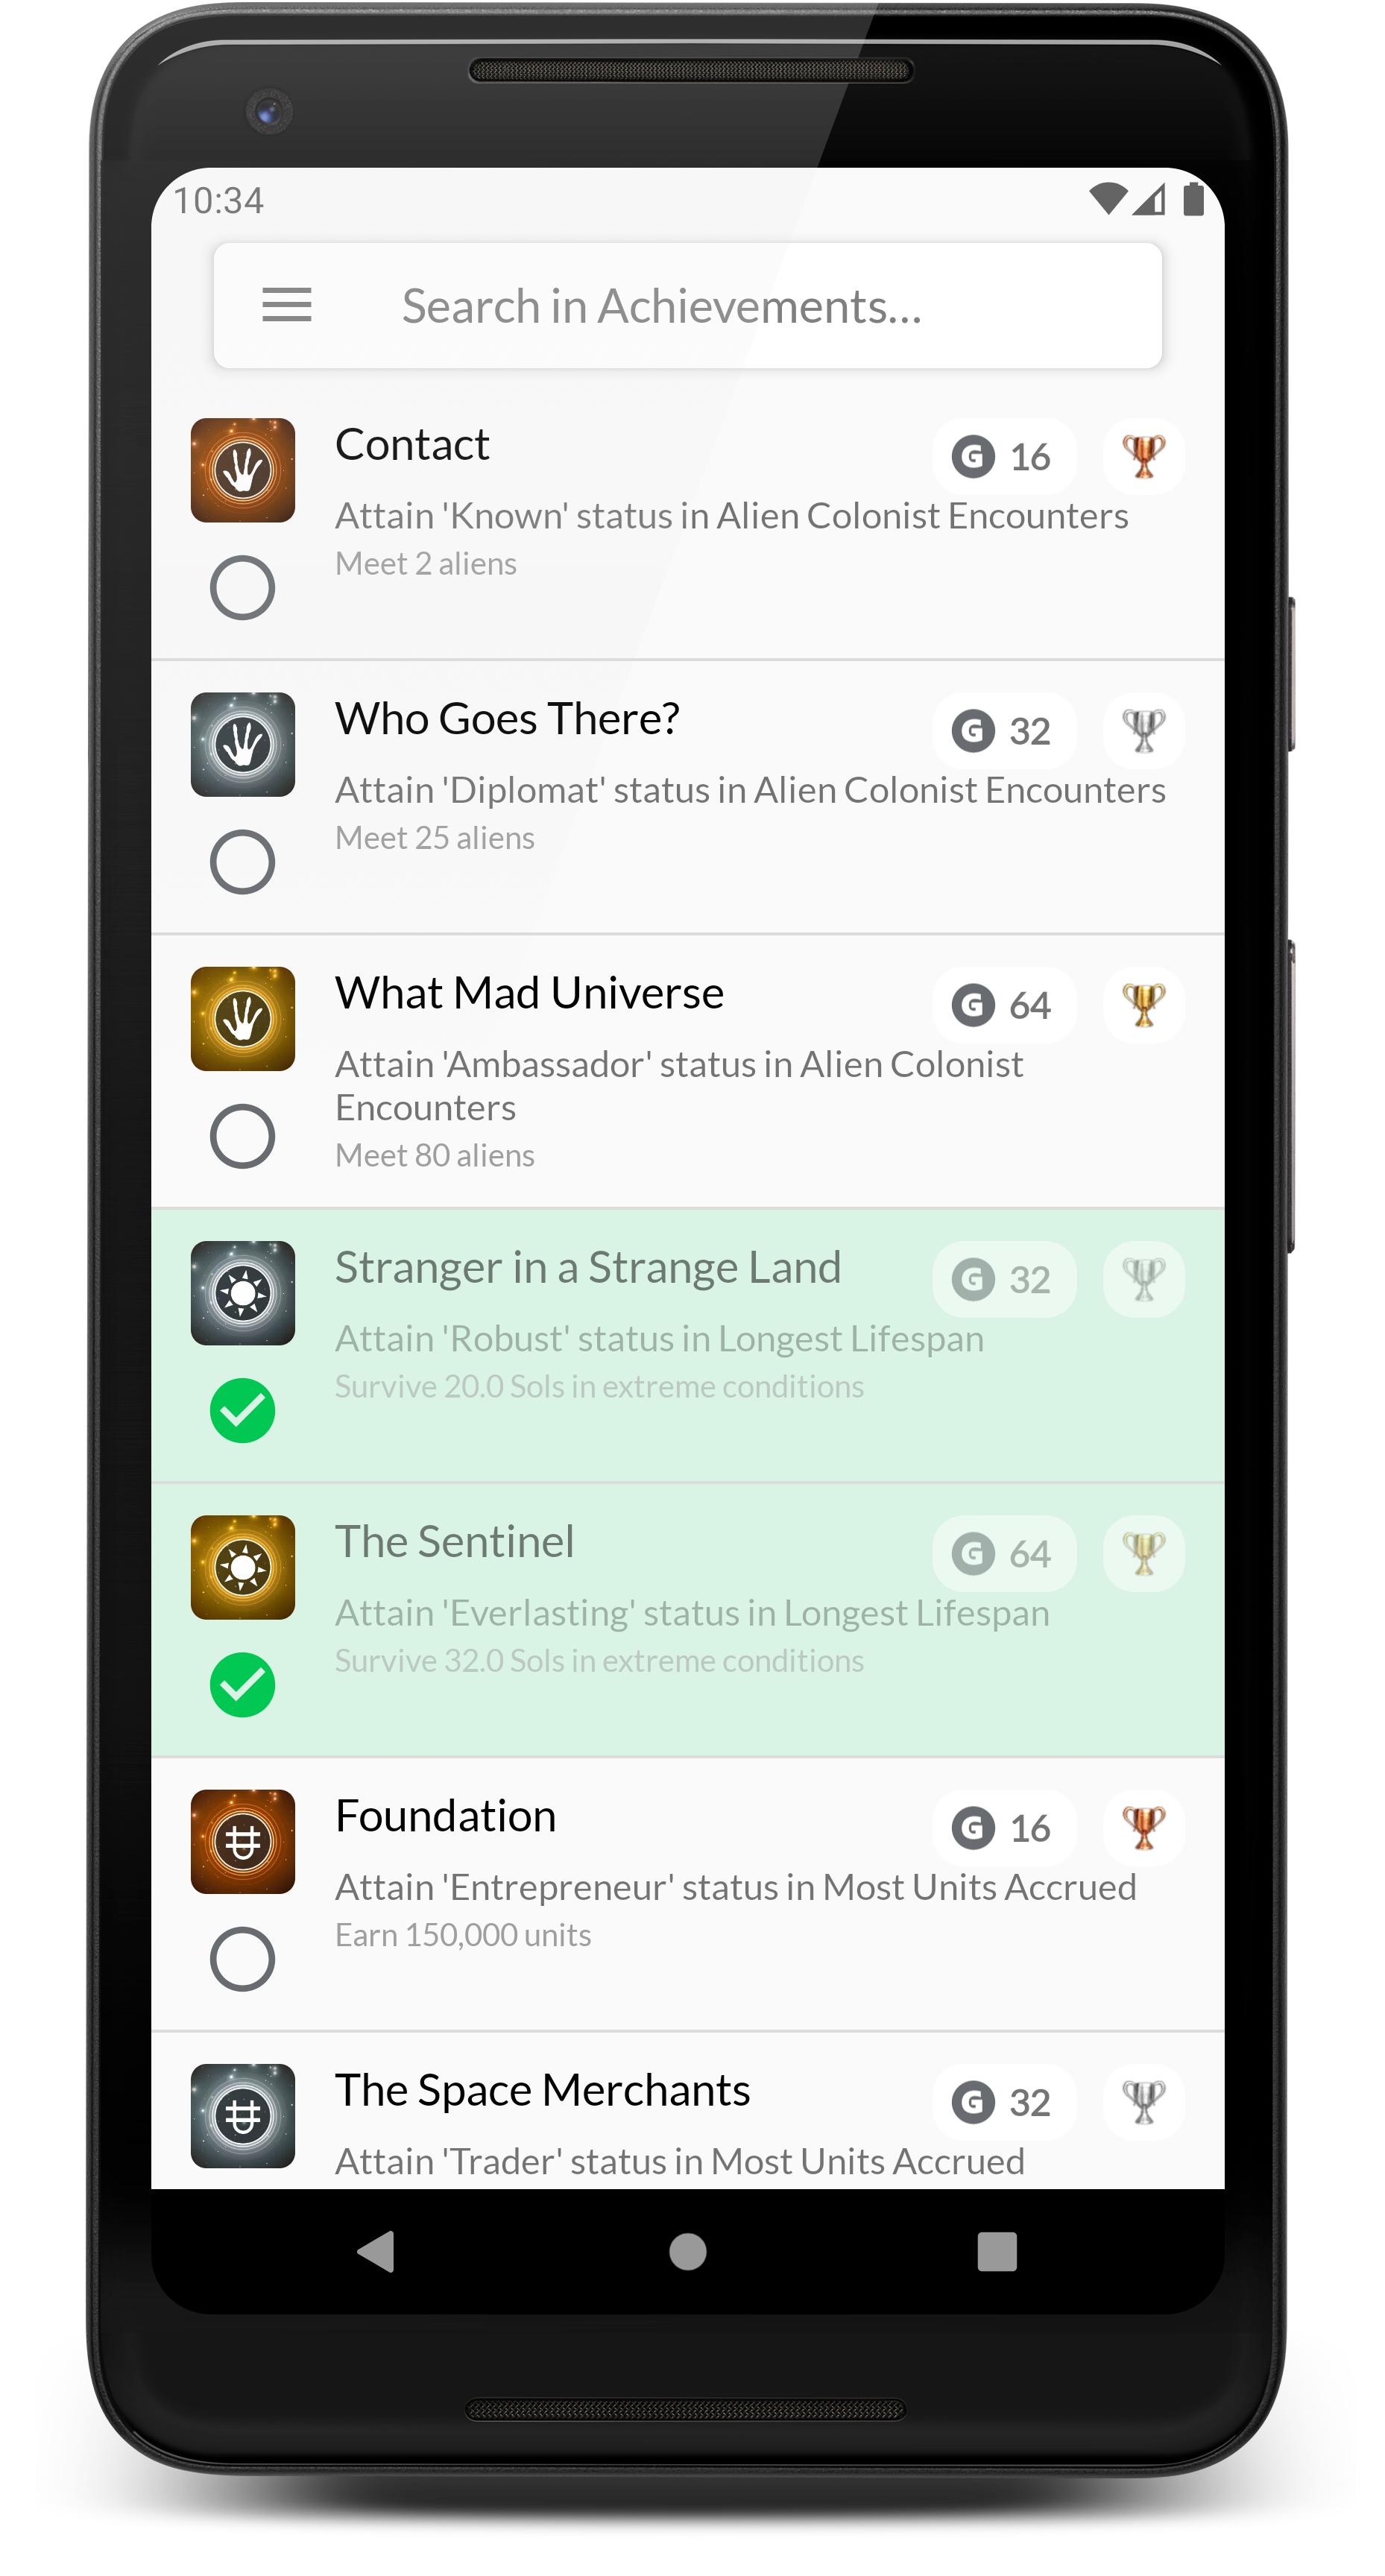 10:34
Search in Achievements...
Contact
G 16
Attain 'Known' status in Alien Colonist Encounters
Meet 2 aliens
Who Goes There?
G 32
Attain 'Diplomat' status in Alien Colonist Encounters
Meet 25 aliens
What Mad Universe
G 64
Attain 'Ambassador' status in Alien Colonist
Encounters
Meet 80 aliens
Stranger in a Strange Land
G 32
Attain 'Robust' status in Longest Lifespan
Survive 20.0 Sols in extreme conditions
The Sentinel
G 64
Attain 'Everlasting' status in Longest Lifespan
Survive 32.0 Sols in extreme conditions
Foundation
G 16
Attain 'Entrepreneur' status in Most Units Accrued
Earn 150,000 units
The Space Merchants
G 32
Attain 'Trader' status in Most Units Accrued